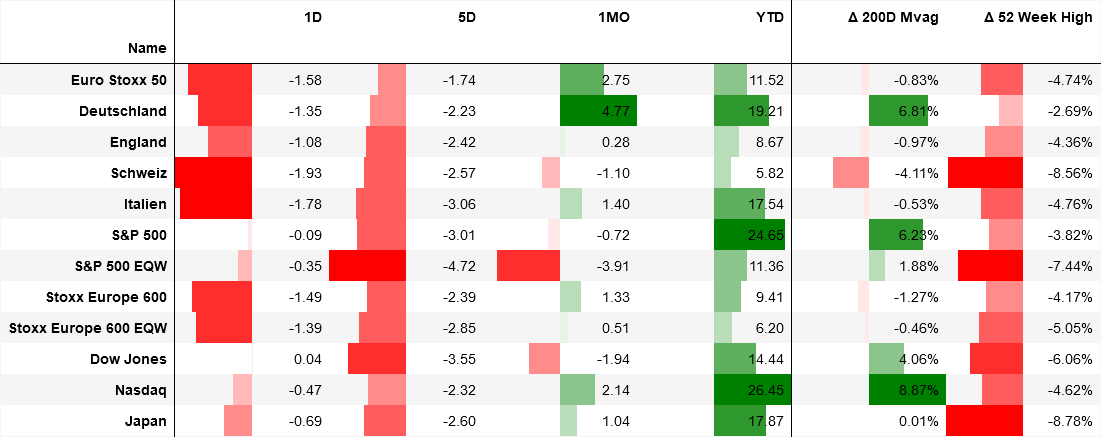 1D 5D 1MO YTD Δ 200D Mvag Δ 52 Week High
Name
Euro Stoxx 50 -1.58 -1.74 2.75 11.52 -0.83% -4.74%
Deutschland -1.35 -2.23 4.77 19.21 6.81% -2.69%
England -1.08 -2.42 0.28 8.67 -0.97% -4.36%
Schweiz -1.93 -2.57 -1.10 5.82 -4.11% -8.56%
Italien -1.78 -3.06 1.40 17.54 -0.53% -4.76%
S&P 500 -0.09 -3.01 -0.72 24.65 6.23% -3.82%
S&P 500 EQW -0.35 -4.72 -3.91 11.36 1.88% -7.44%
Stoxx Europe 600 -1.49 -2.39 1.33 9.41 -1.27% -4.17%
Stoxx Europe 600 EQW -1.39 -2.85 0.51 6.20 -0.46% -5.05%
Dow Jones 0.04 -3.55 -1.94 14.44 4.06% -6.06%
Nasdaq -0.47 -2.32 2.14 26.45 8.87% -4.62%
Japan -0.69 -2.60 1.04 17.87 0.01% -8.78%